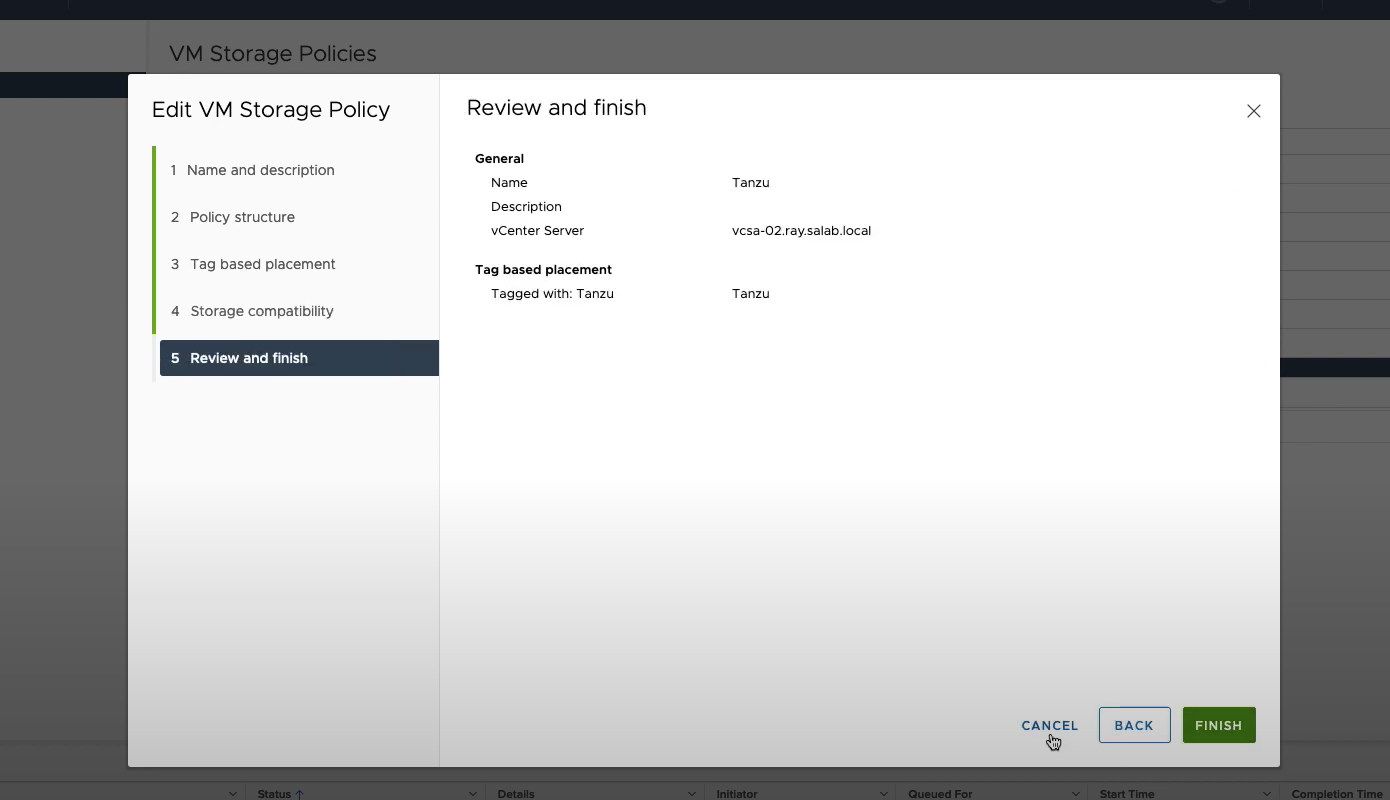 VM Storage Policies
Edit VM Storage Policy
1 Name and description
2 Policy structure
3 Tag based placement
4 Storage compatibility
5 Review and finish
Review and finish
General
Name Tanzu
Description
vCenter Server vcsa-02.ray.salab.local
Tag based placement
Tagged with: Tanzu Tanzu
CANCEL BACK FINISH
Status Details Initiator Queued For Start Time Completion Time